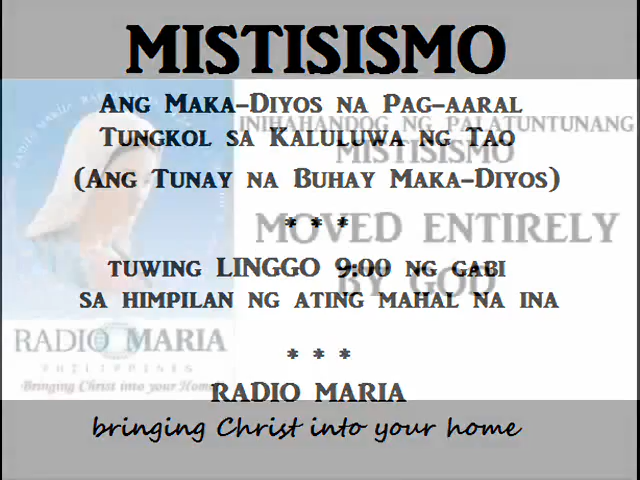 MISTISISMO
Ang Maka-Diyos na Pag-aaral
Tungkol sa Kaluluwa ng Tao
(Ang Tunay na Buhay Maka-Diyos)
* * *
tuwing LINGGO 9:00 ng gabi
sa himpilan ng ating mahal na ina
* * *
RADIO MARIA
bringing Christ into your home
INIHAHANDOG NG PALATUNTUNANG
MISTISISMO
MOVED ENTIRELY
BY GOD
RADIO MARIA
PHILIPPINES
Bringing Christ into your Home